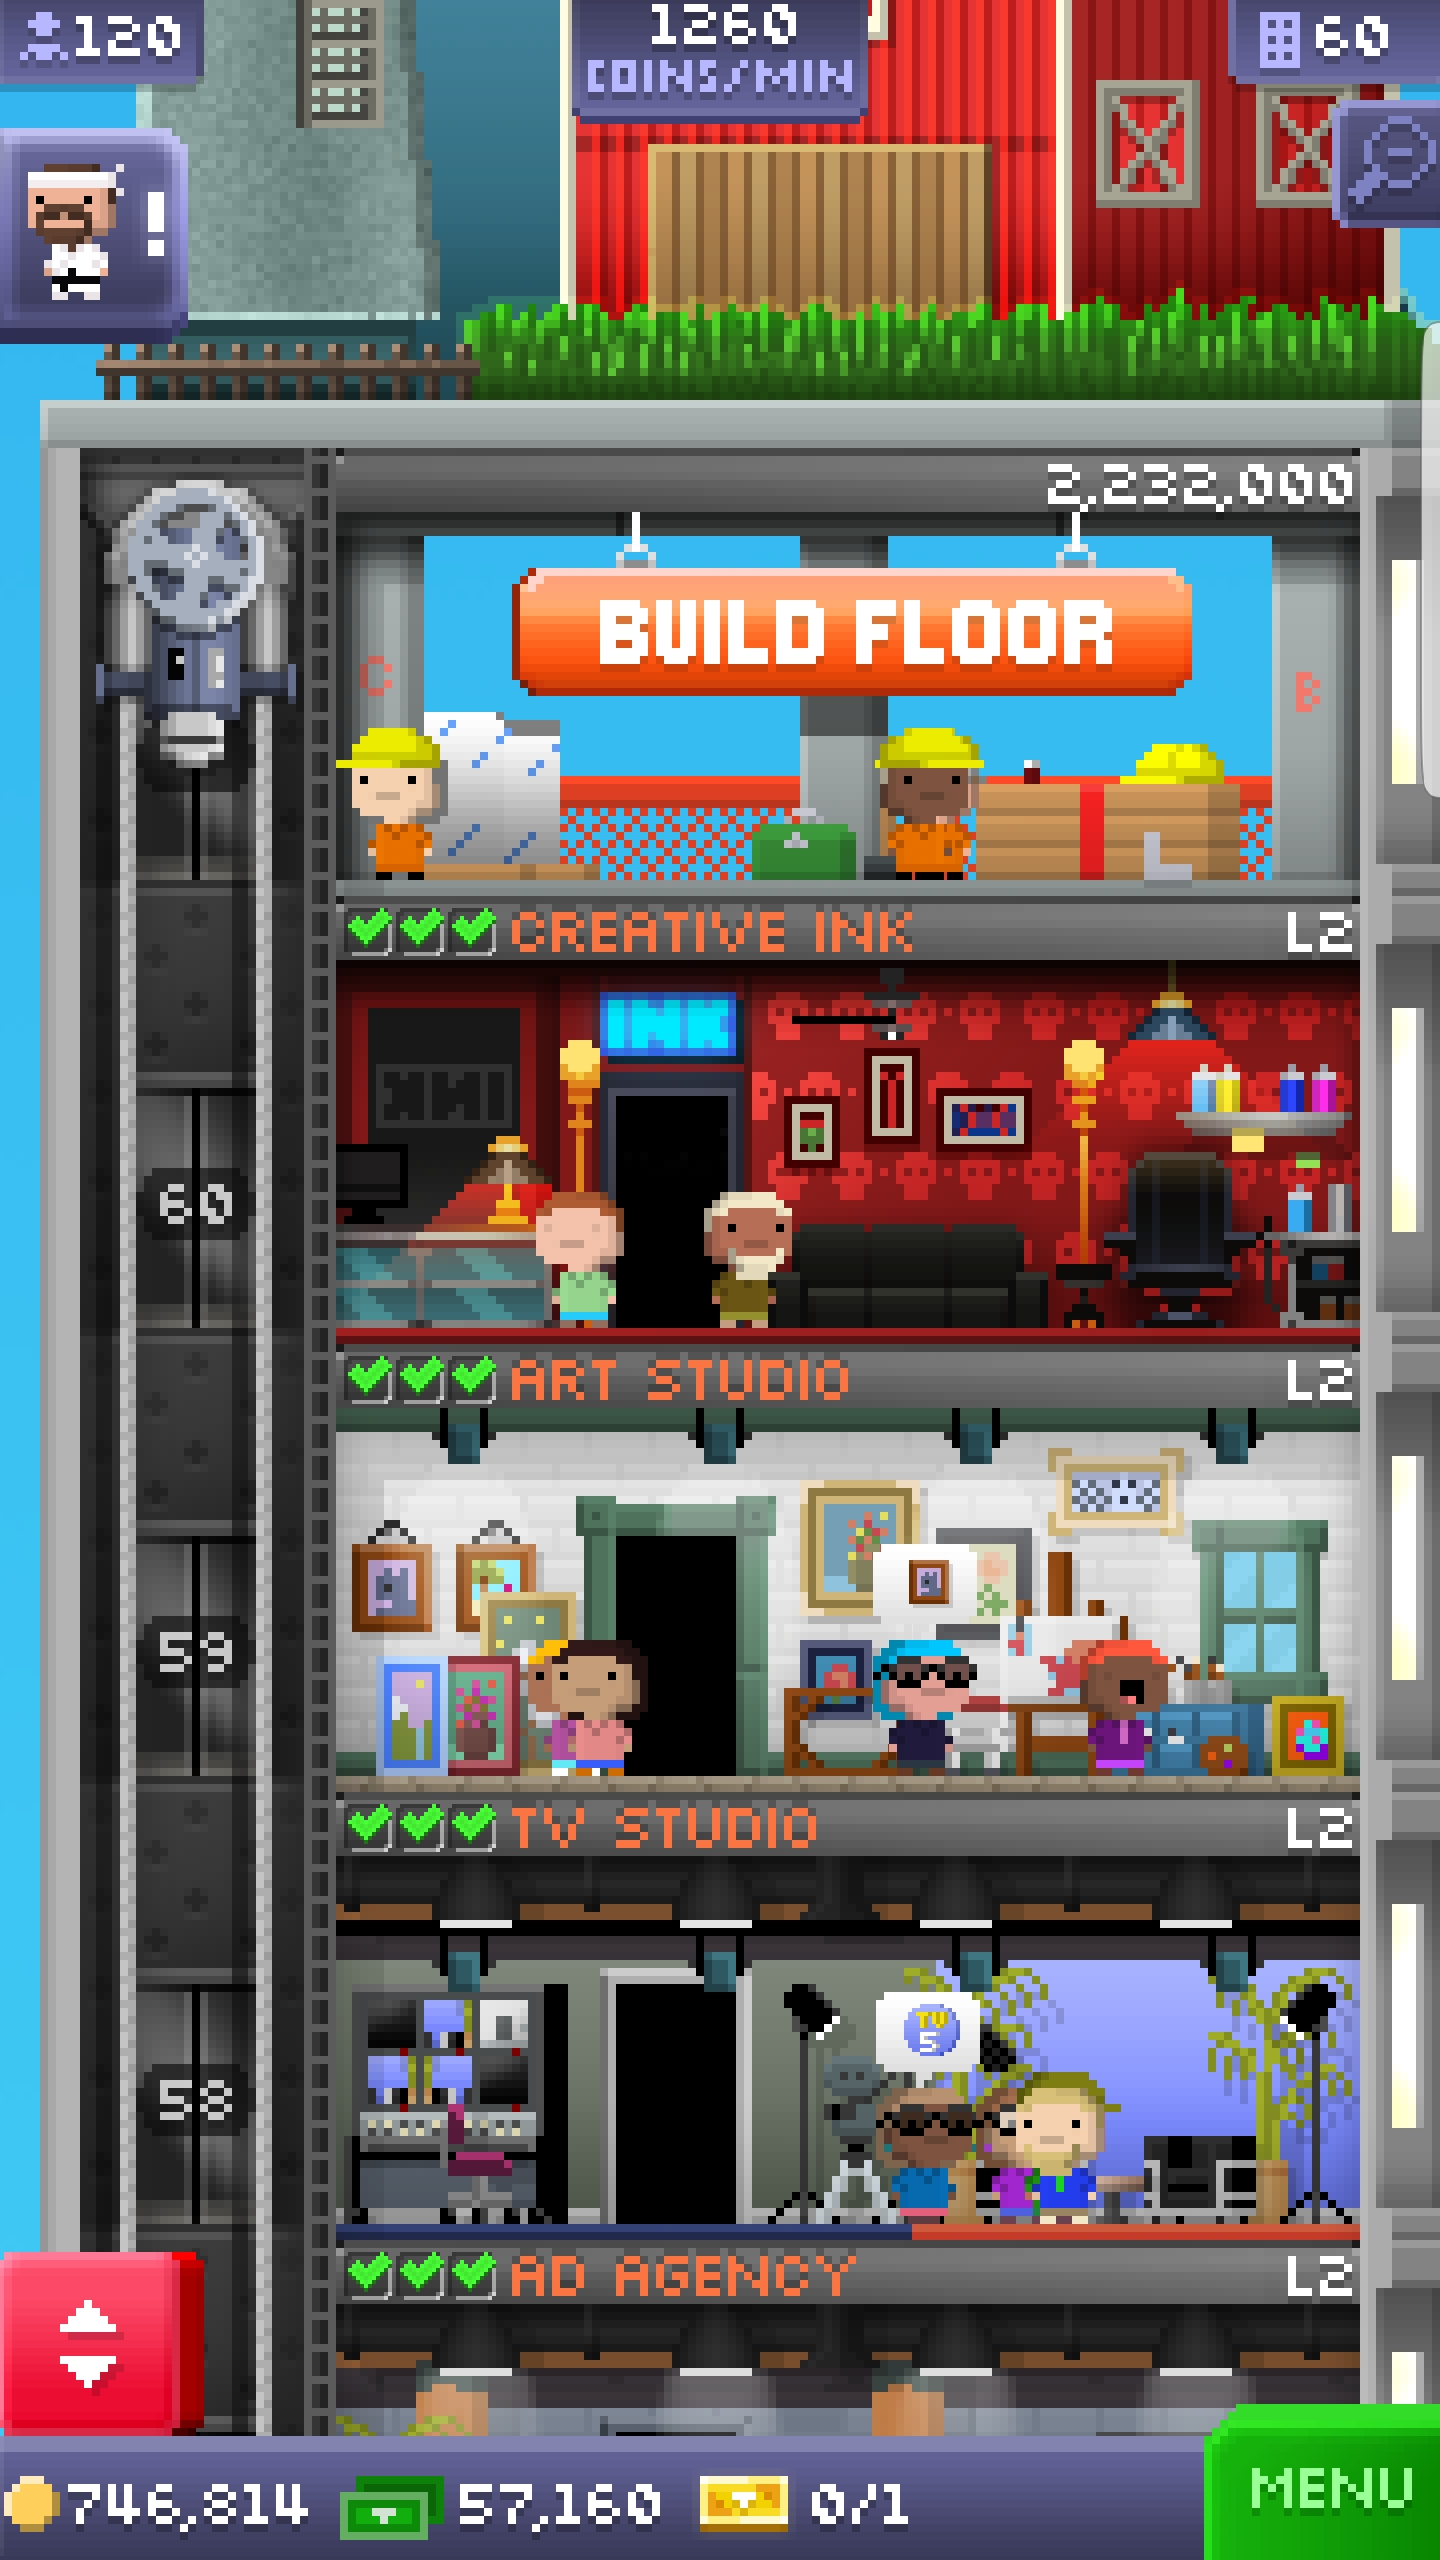 120
1260
COINS/MIN
60
!
2,232,000
BUILD FLOOR
C
B
CREATIVE INK L2
INK
60
ART STUDIO L2
59
TV STUDIO L2
TV
5
58
AD AGENCY L2
746,814 57,160 0/1
MENU